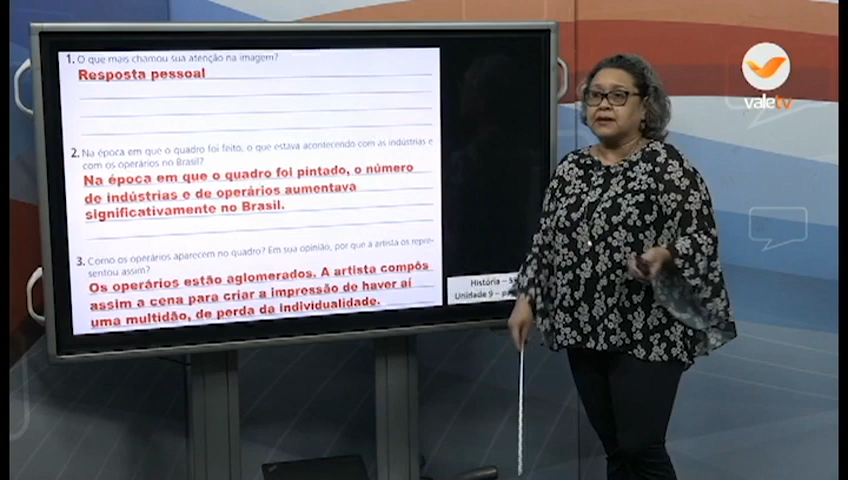 1. O que mais chamou sua atenção na imagem?
Resposta pessoal
2. Na época em que o quadro foi feito, o que estava acontecendo com as indústrias e
com os operários no Brasil?
Na época em que o quadro foi pintado, o número
de indústrias e de operários aumentava
significativamente no Brasil.
3. Como os operários aparecem no quadro? Em sua opinião, por que a artista os repre-
sentou assim?
Os operários estão aglomerados. A artista compôs
assim a cena para criar a impressão de haver aí
uma multidão, de perda da individualidade.
História –
Unidade 9 –
vale tv